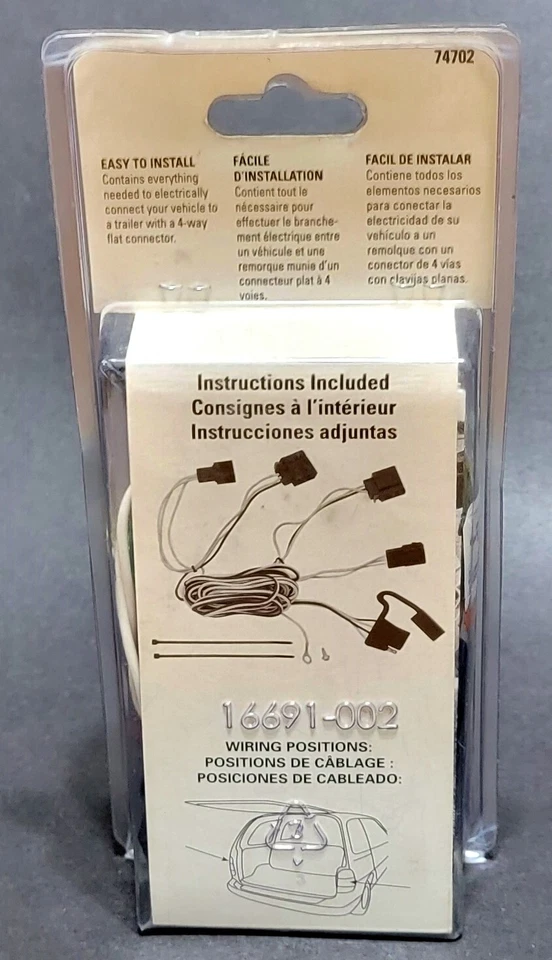 74702
EASY TO INSTALL
Contains everything
needed to electrically
connect your vehicle to
a trailer with a 4-way
flat connector.
FÁCILE
D'INSTALLATION
Contient tout le
nécessaire pour
effectuer le branche-
ment électrique entre
un véhicule et une
remorque munie d'un
connecteur plat à 4
voies.
FACIL DE INSTALAR
Contiene todos los
elementos necesarios
para conectar la
electricidad de su
vehículo a un
remolque con un
conector de 4 vías
con clavijas planas.
Instructions Included
Consignes à l'intérieur
Instrucciones adjuntas
16691-002
WIRING POSITIONS:
POSITIONS DE CÂBLAGE :
POSICIONES DE CABLEADO: